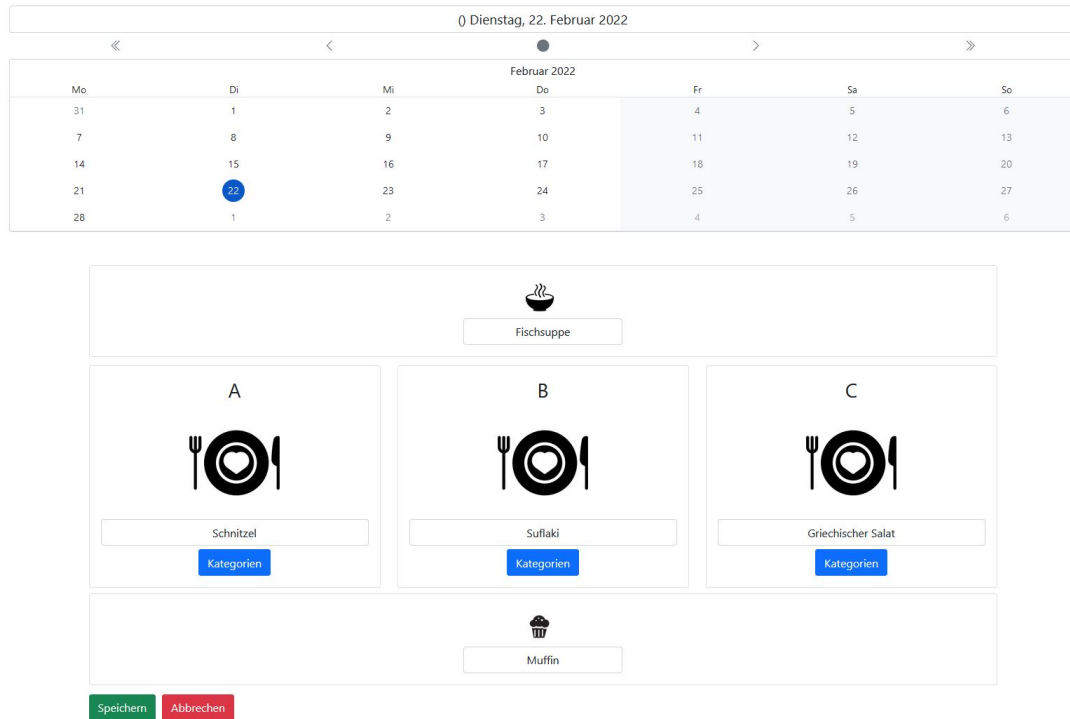 () Dienstag, 22. Februar 2022
Februar 2022
Mo Di Mi Do Fr Sa So
31 1 2 3 4 5 6
7 8 9 10 11 12 13
14 15 16 17 18 19 20
21 22 23 24 25 26 27
28 1 2 3 4 5 6
Fischsuppe
A B C
Schnitzel Suflaki Griechischer Salat
Kategorien Kategorien Kategorien
Muffin
Speichern Abbrechen